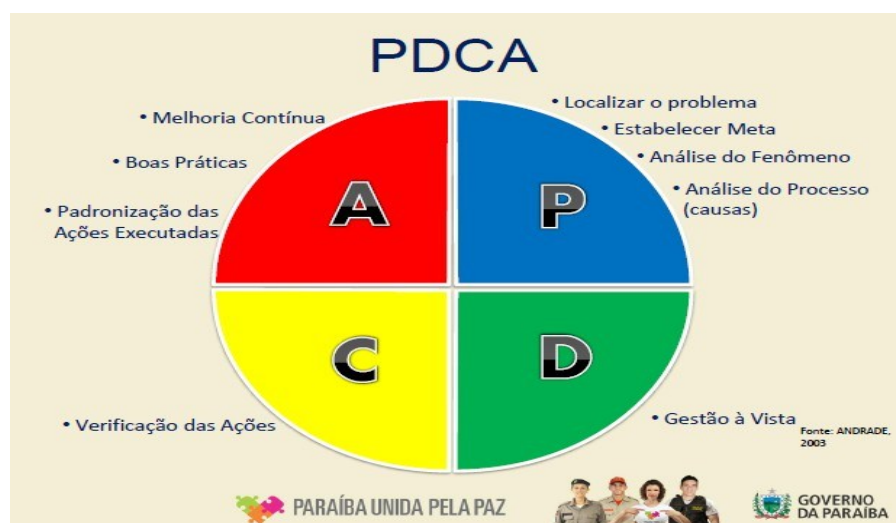 PDCA
• Melhoria Contínua
• Boas Práticas
• Padronização das
Ações Executadas
• Localizar o problema
• Estabelecer Meta
• Análise do Fenômeno
• Análise do Processo
(causas)
A
P
C
D
• Verificação das Ações
• Gestão à Vista
Fonte: ANDRADE,
2003
PARAÍBA UNIDA PELA PAZ
GOVERNO
DA PARAÍBA